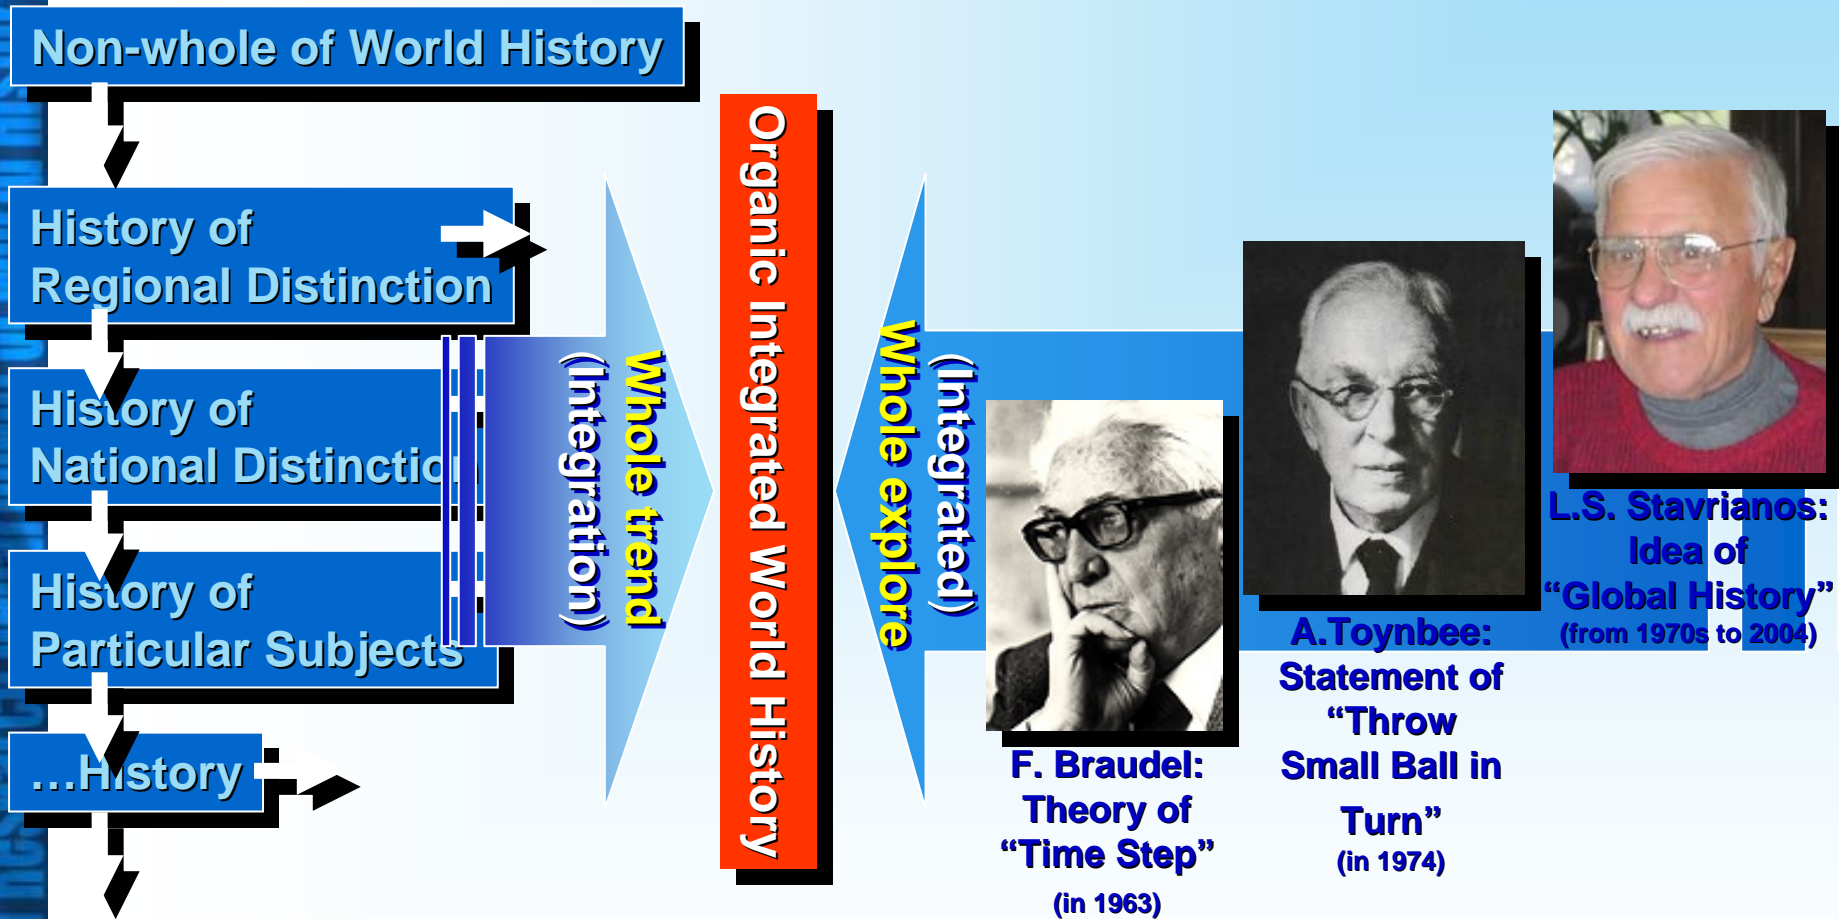 Non-whole of World History
History of
Regional Distinction
History of
National Distinction
History of
Particular Subjects
…History
Whole trend
(Integration)
Organic Integrated World History
(Integrated)
Whole explore
F. Braudel:
Theory of
“Time Step”
(in 1963)
A.Toynbee:
Statement of
“Throw
Small Ball in
Turn”
(in 1974)
L.S. Stavrianos:
Idea of
“Global History”
(from 1970s to 2004)